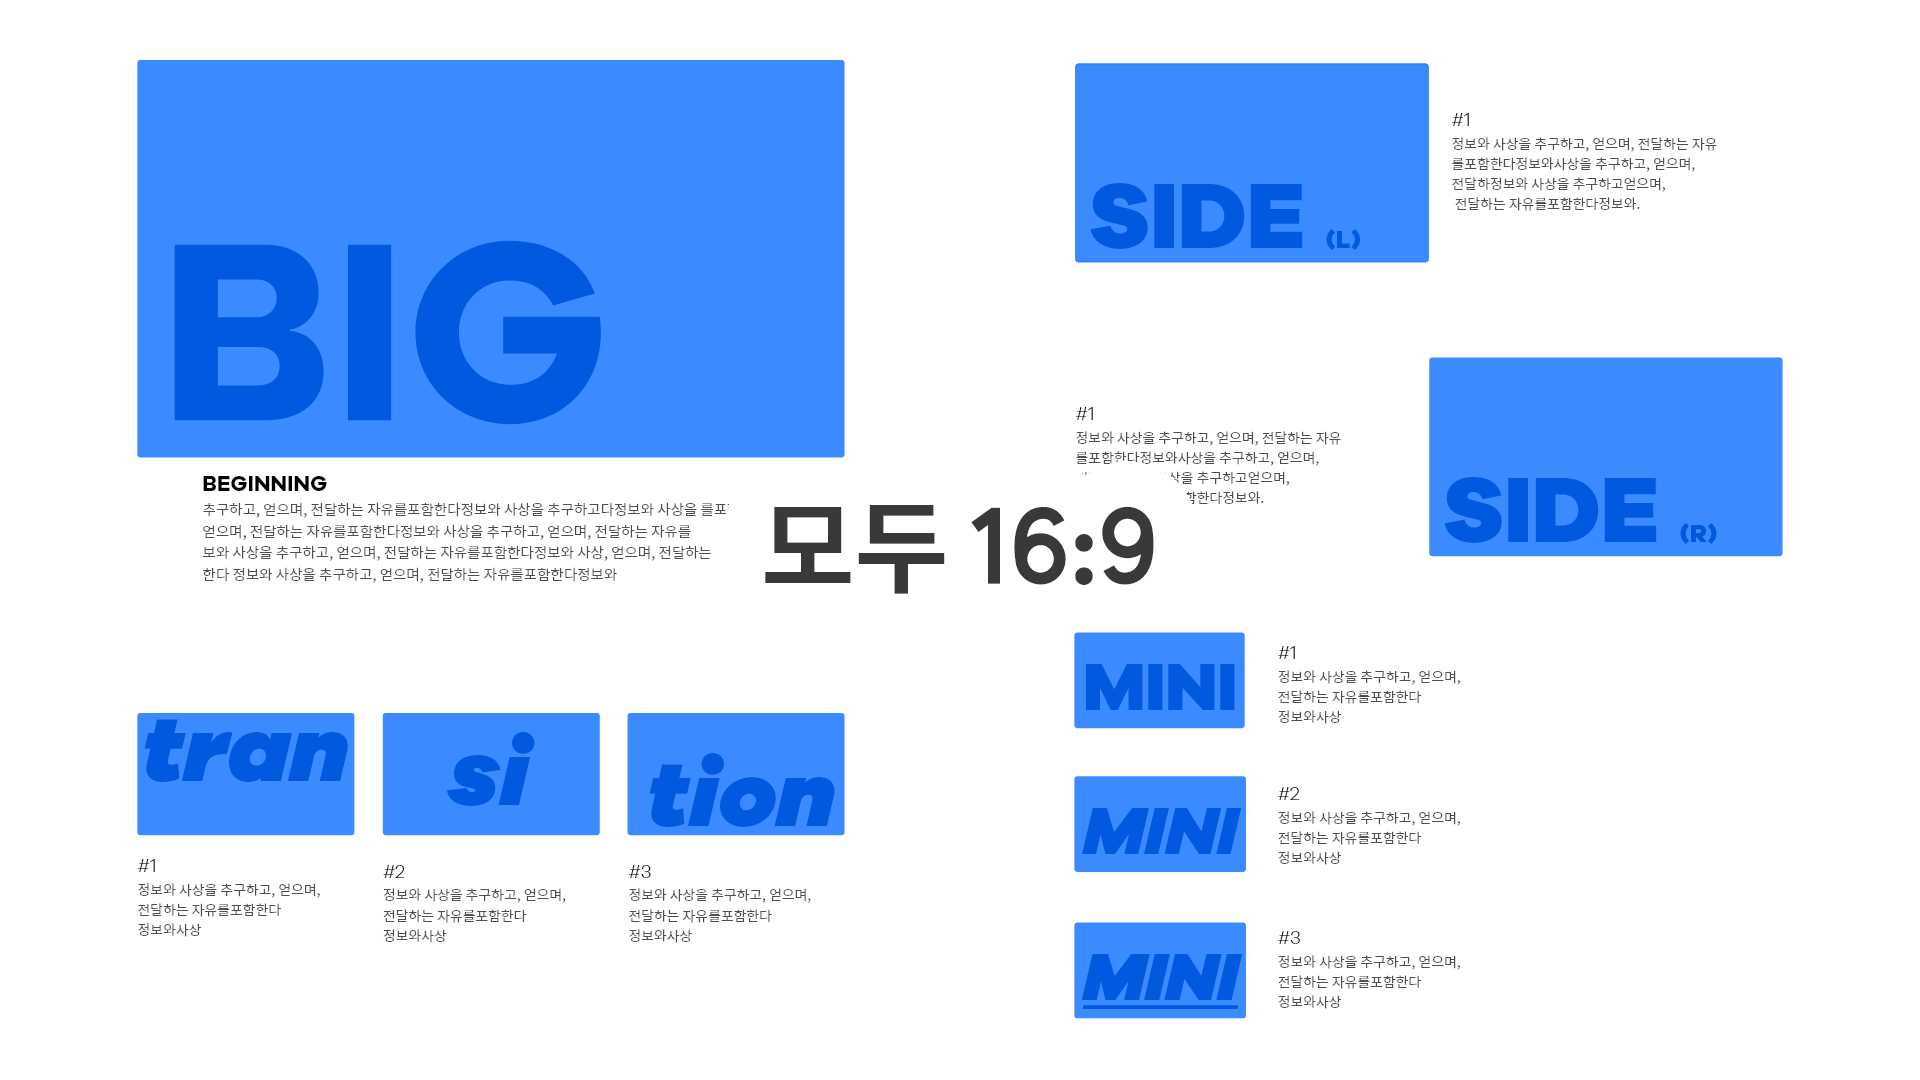 BIG
BEGINNING
추구하고, 얻으며, 전달하는 자유를포함한다정보와 사상을 추구하고다정보와 사상을
얻으며, 전달하는 자유를포함한다정보와 사상을 추구하고, 얻으며, 전달하는 자유를
보와 사상을 추구하고, 얻으며, 전달하는 자유를포함한다정보와 사상, 얻으며, 전달하는
한다 정보와 사상을 추구하고, 얻으며, 전달하는 자유를포함한다정보와
tran
#1
정보와 사상을 추구하고, 얻으며,
전달하는 자유를포함한다
정보와사상
si
#2
정보와 사상을 추구하고, 얻으며,
전달하는 자유를포함한다
정보와사상
tion
#3
정보와 사상을 추구하고, 얻으며,
전달하는 자유를포함한다
정보와사상
모두 16:9
SIDE (L)
#1
정보와 사상을 추구하고, 얻으며, 전달하는 자유
를포함한다정보와사상을 추구하고, 얻으며,
전달하정보와 사상을 추구하고얻으며,
전달하는 자유를포함한다정보와.
#1
정보와 사상을 추구하고, 얻으며, 전달하는 자유
를포함한다정보와사상을 추구하고, 얻으며,
추구하고얻으며,
SIDE (R)
MINI
#1
정보와 사상을 추구하고, 얻으며,
전달하는 자유를포함한다
정보와사상
MINI
#2
정보와 사상을 추구하고, 얻으며,
전달하는 자유를포함한다
정보와사상
MINI
#3
정보와 사상을 추구하고, 얻으며,
전달하는 자유를포함한다
정보와사상